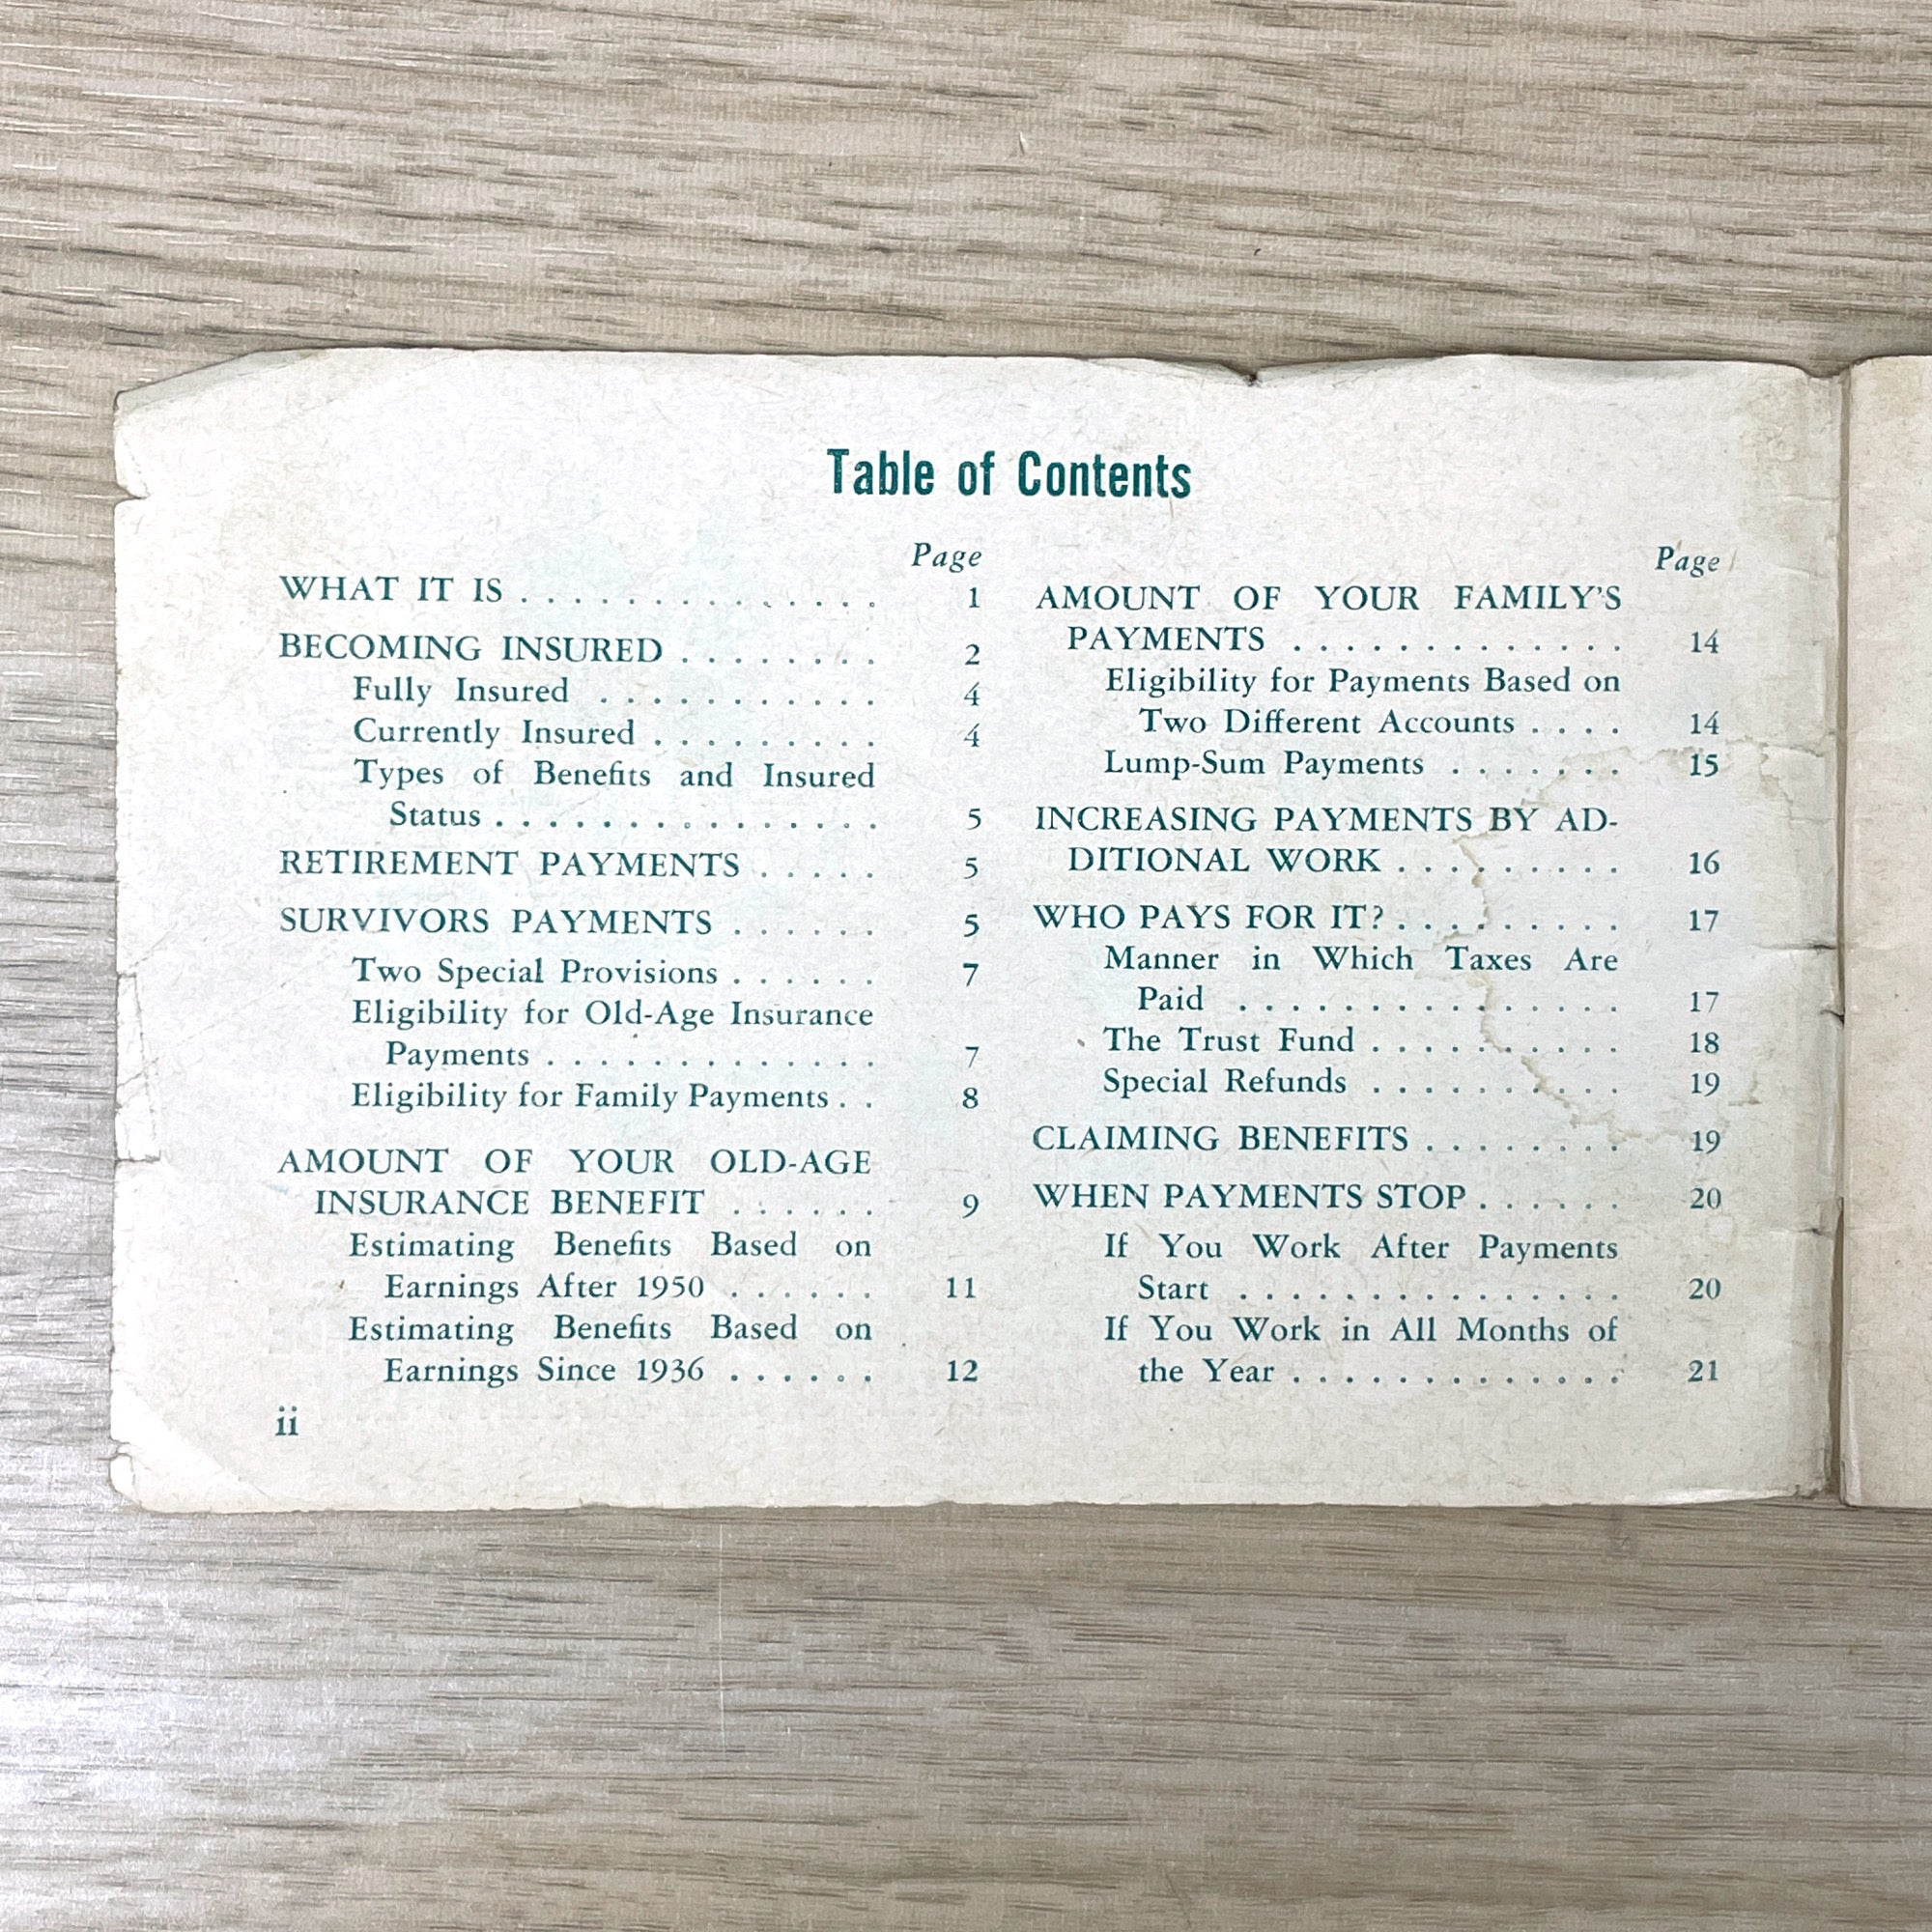 Table of Contents
Page
WHAT IT IS . . . . . . . . . . . . . . 1
BECOMING INSURED . . . . . . . . 2
Fully Insured . . . . . . . . . . . 4
Currently Insured . . . . . . . . . 4
Types of Benefits and Insured
Status . . . . . . . . . . . . . . . 5
RETIREMENT PAYMENTS . . . . . 5
SURVIVORS PAYMENTS . . . . . . 5
Two Special Provisions . . . . . . 7
Eligibility for Old-Age Insurance
Payments . . . . . . . . . . . . . 7
Eligibility for Family Payments . . 8
AMOUNT OF YOUR OLD-AGE
INSURANCE BENEFIT . . . . . . 9
Estimating Benefits Based on
Earnings After 1950 . . . . . . 11
Estimating Benefits Based on
Earnings Since 1936 . . . . . . 12
ii
Page
AMOUNT OF YOUR FAMILY'S
PAYMENTS . . . . . . . . . . . . . 14
Eligibility for Payments Based on
Two Different Accounts . . . . 14
Lump-Sum Payments . . . . . . . 15
INCREASING PAYMENTS BY AD-
DITIONAL WORK . . . . . . . . . 16
WHO PAYS FOR IT? . . . . . . . . . 17
Manner in Which Taxes Are
Paid . . . . . . . . . . . . . . . 17
The Trust Fund . . . . . . . . . . 18
Special Refunds . . . . . . . . . . 19
CLAIMING BENEFITS . . . . . . . . 19
WHEN PAYMENTS STOP . . . . . . 20
If You Work After Payments
Start . . . . . . . . . . . . . . . 20
If You Work in All Months of
the Year . . . . . . . . . . . . . 21